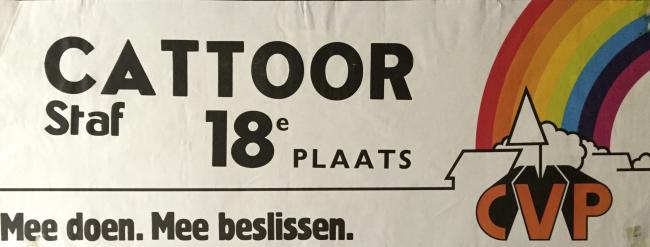 CATTOOR
Staf 18e PLAATS
CVP
Mee doen. Mee beslissen.